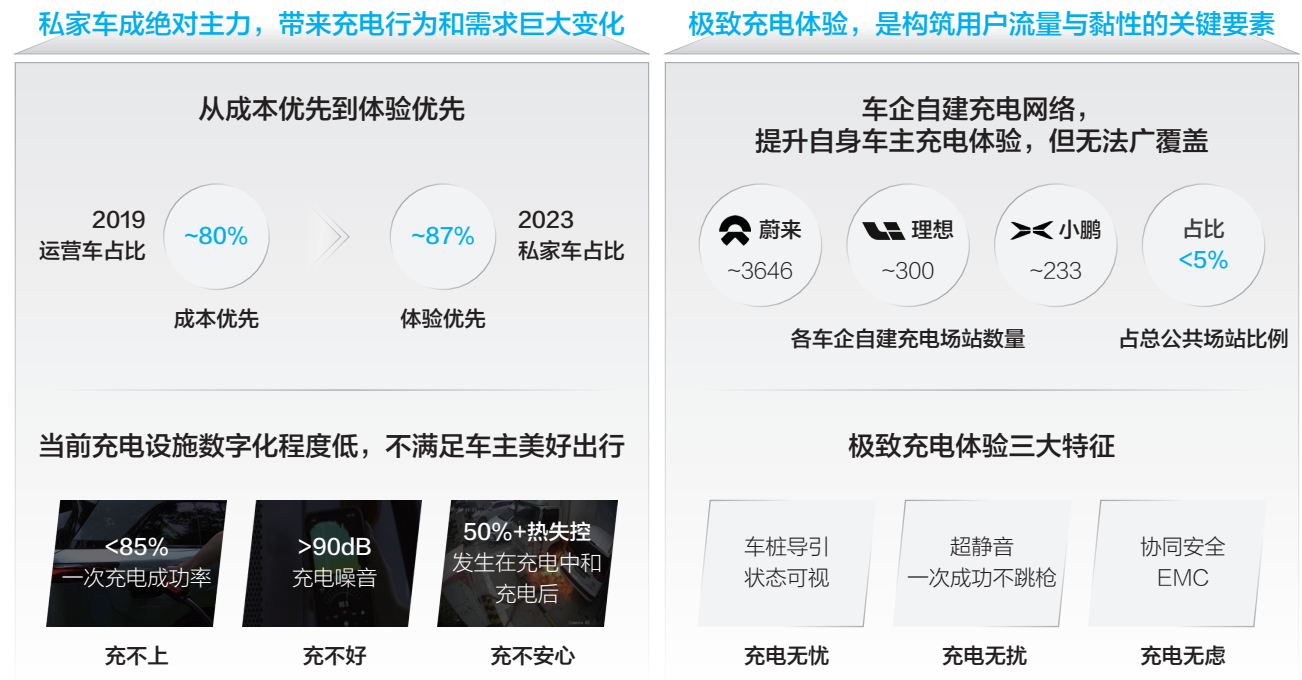 私家车成绝对主力，带来充电行为和需求巨大变化
从成本优先到体验优先
2019
运营车占比
~80%
成本优先
~87%
体验优先
2023
私家车占比
当前充电设施数字化程度低，不满足车主美好出行
<85%
一次充电成功率
充不上
>90dB
充电噪音
充不好
50%+热失控
发生在充电中和
充电后
充不安心
极致充电体验，是构筑用户流量与黏性的关键要素
车企自建充电网络，
提升自身车主充电体验，但无法广覆盖
蔚来
~3646
理想
~300
小鹏
~233
占比
<5%
各车企自建充电场站数量
占总公共场站比例
极致充电体验三大特征
车桩导引
状态可视
充电无忧
超静音
一次成功不跳枪
充电无扰
协同安全
EMC
充电无虑